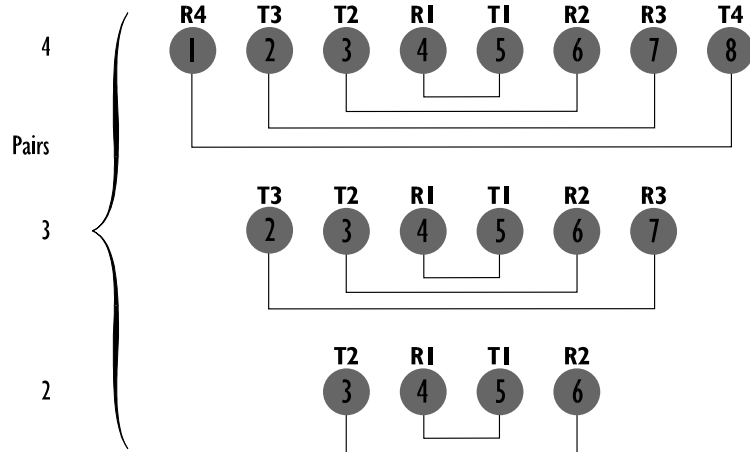 R4 T3 T2 R1 T1 R2 R3 T4
4 1 2 3 4 5 6 7 8
Pairs
T3 T2 R1 T1 R2 R3
3 2 3 4 5 6 7
T2 R1 T1 R2
2 3 4 5 6